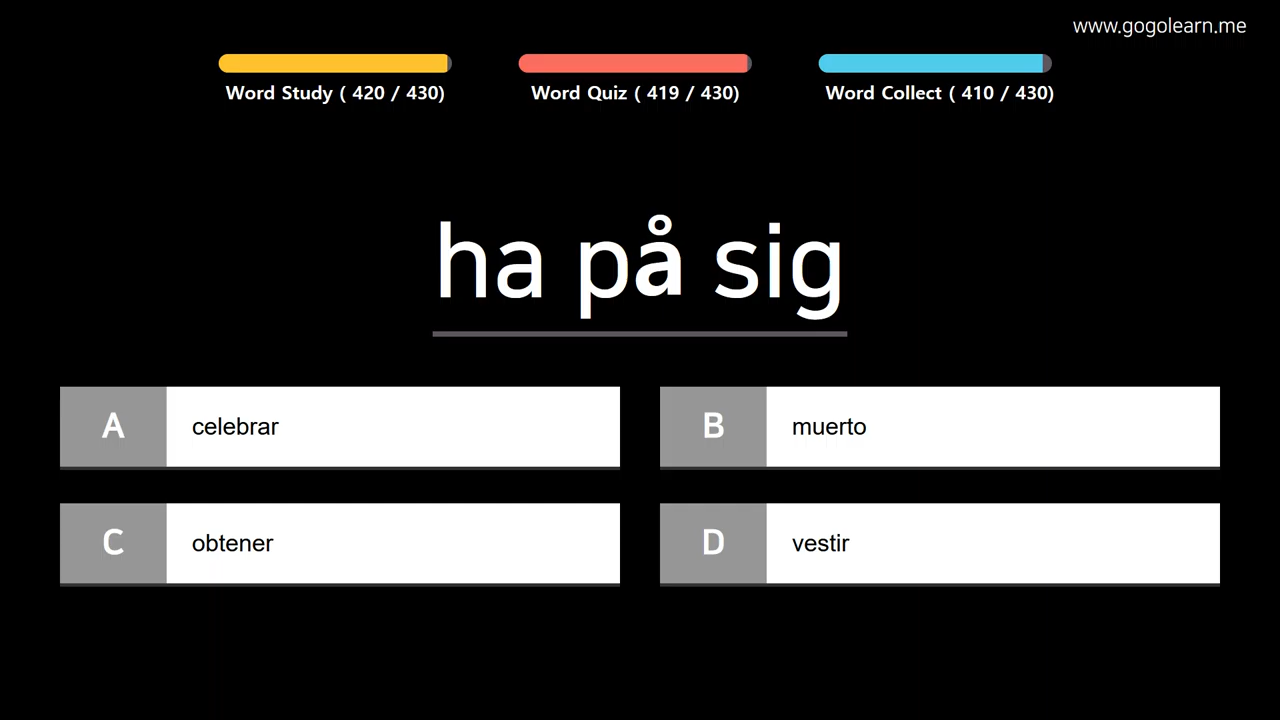 www.gogolearn.me
Word Study ( 420 / 430)
Word Quiz ( 419 / 430)
Word Collect ( 410 / 430)
ha på sig
A celebrar
B muerto
C obtener
D vestir